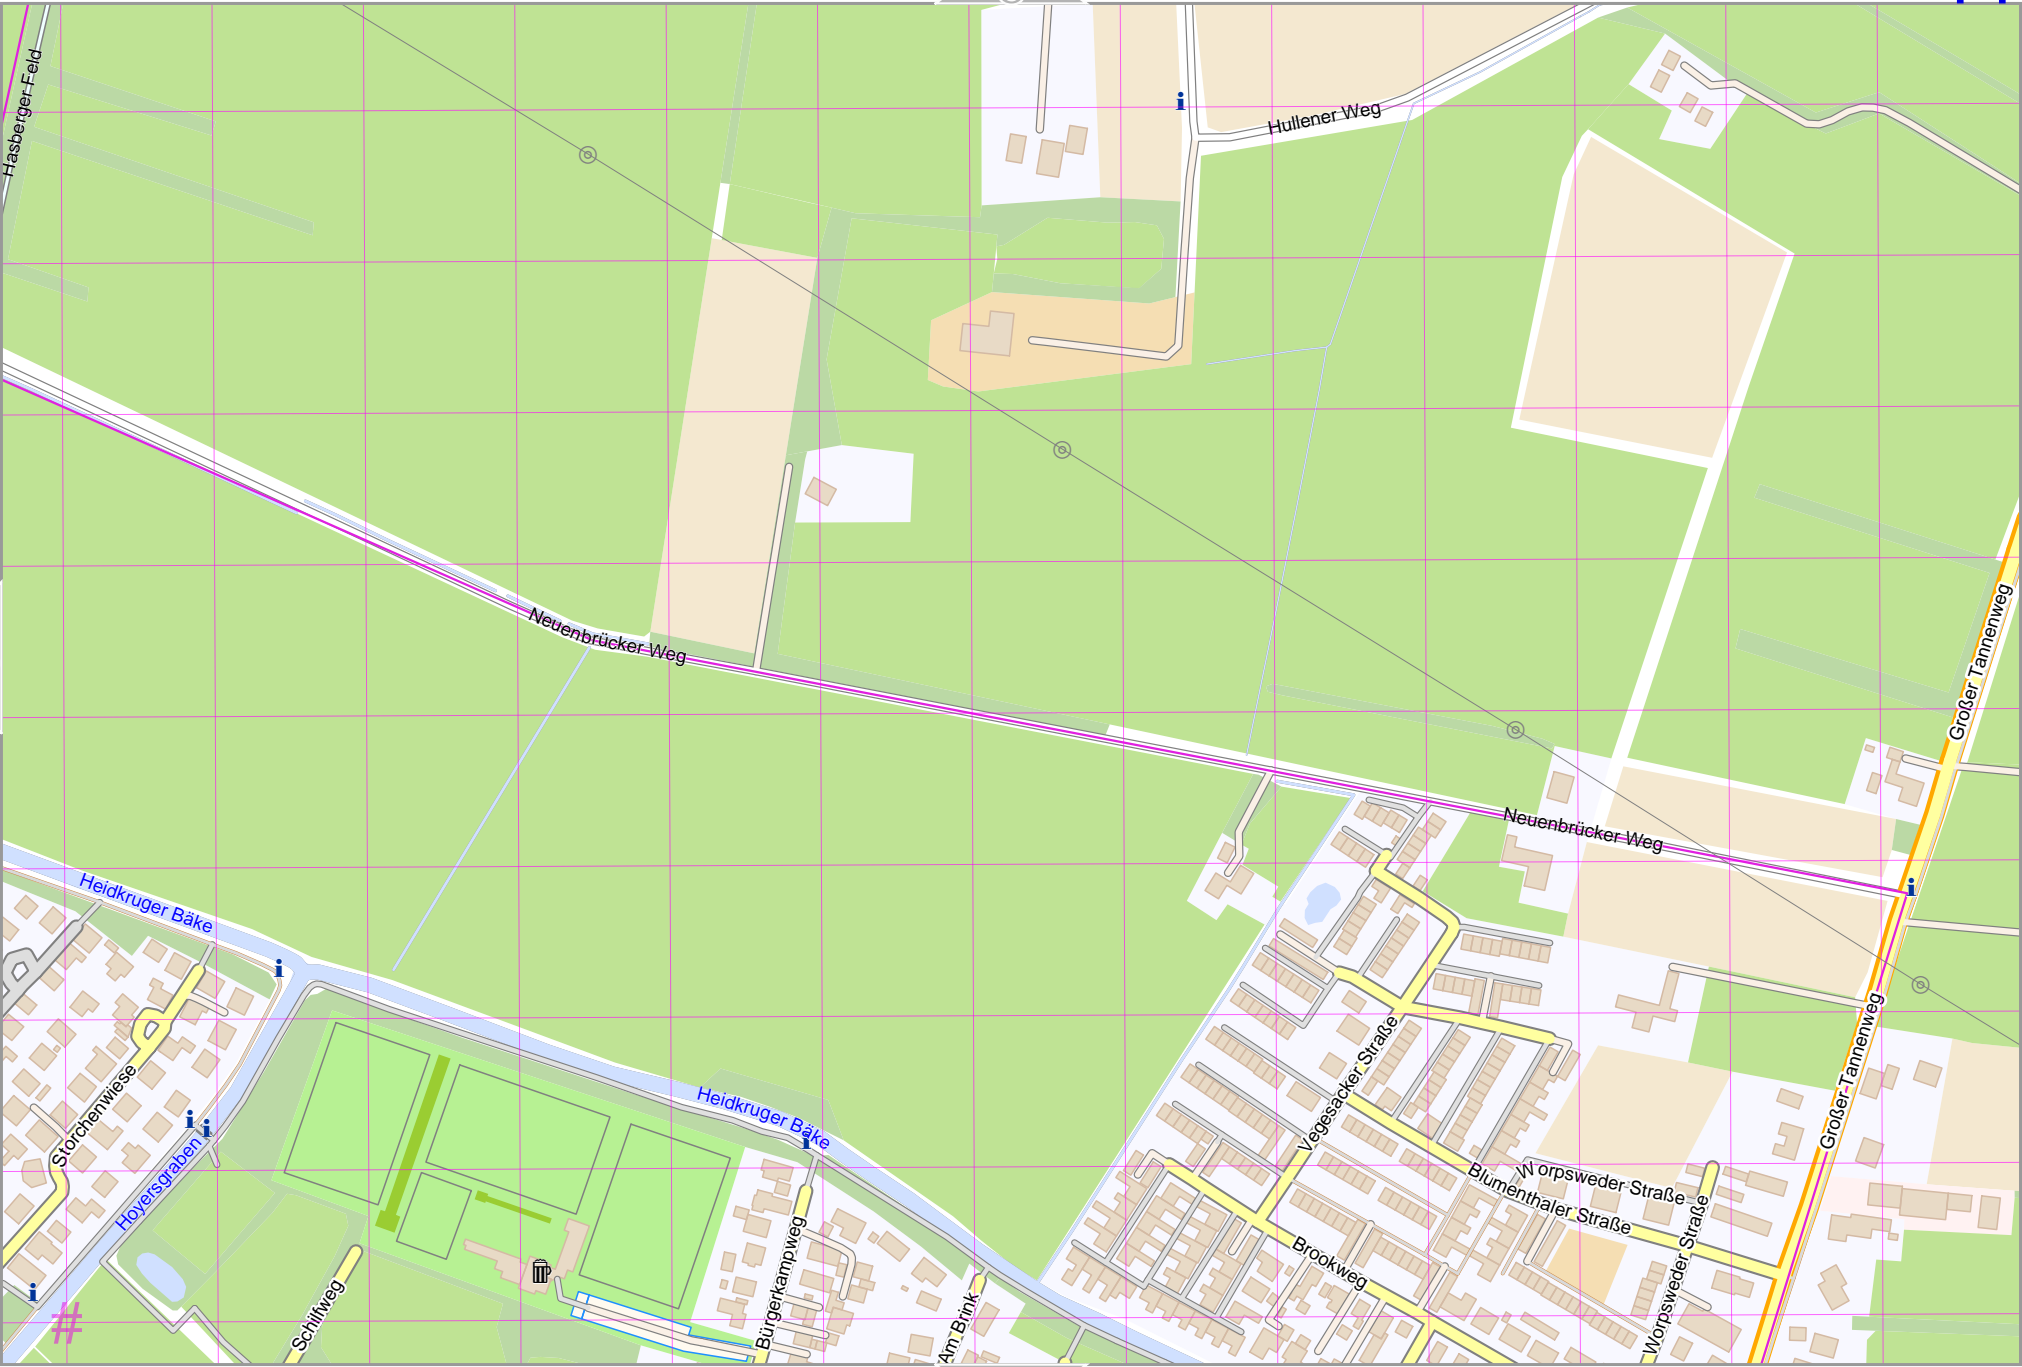 Hasberger Feld
Hullener Weg
Neuenbrücker Weg
Großer Tannenweg
Neuenbrücker Weg
Heidkruger Bäke
Großer-Tannenweg
Vegesacker Straße
Storchenwiese
Heidkruger Bäke
Hoyersgraben
Worpsweder Straße
Blumenthaler Straße
Worpsweder Straße
Brookweg
Bürgerkampweg
Schilfweg
Am Brink
#